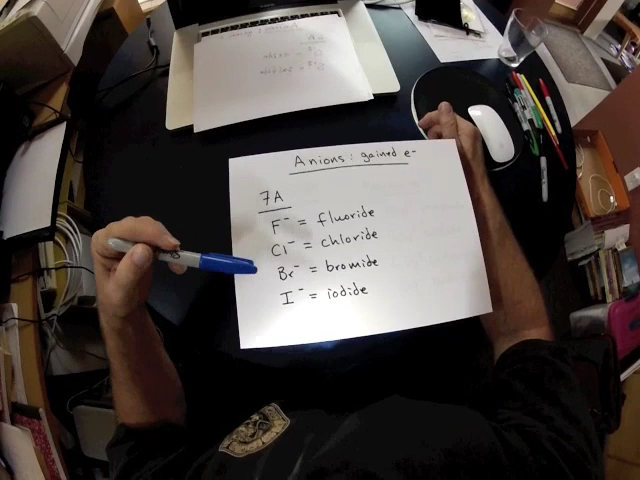 Anions: gained e⁻
7A
F⁻ = fluoride
Cl⁻ = chloride
Br⁻ = bromide
I⁻ = iodide